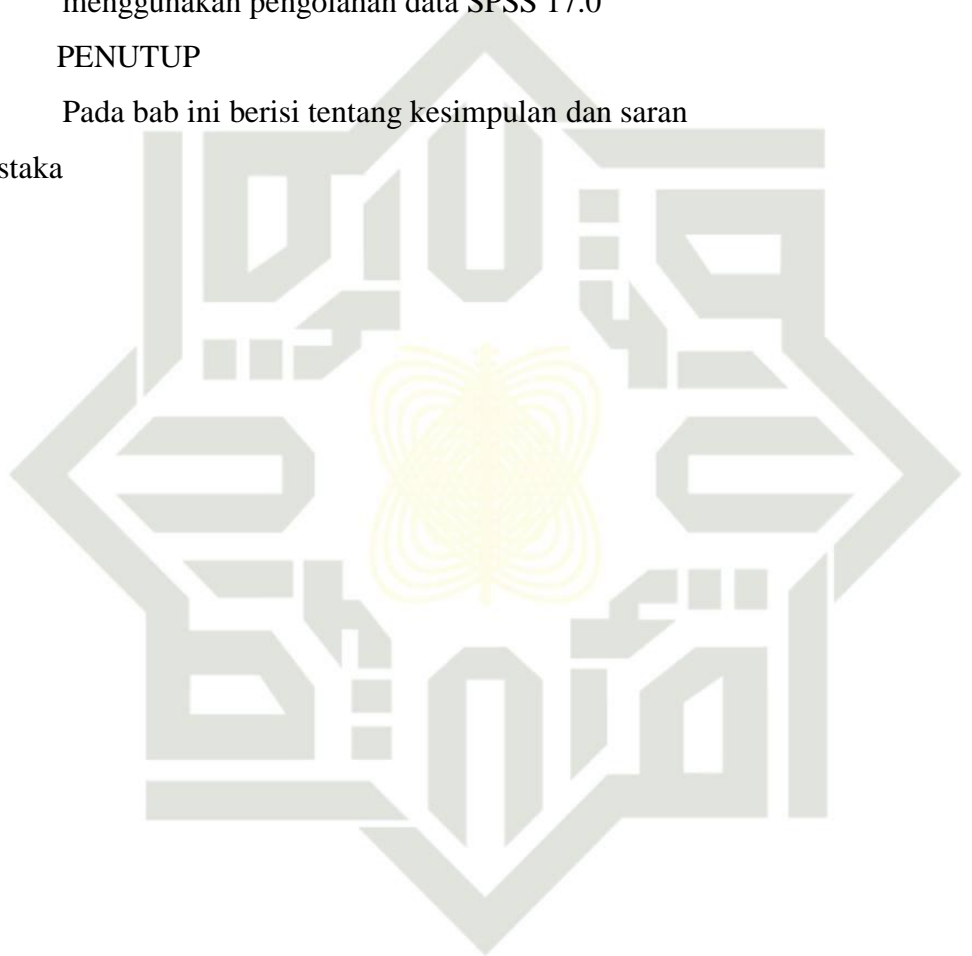 menggunakan pengolahan data SPSS 17.0
PENUTUP
Pada bab ini berisi tentang kesimpulan dan saran
staka